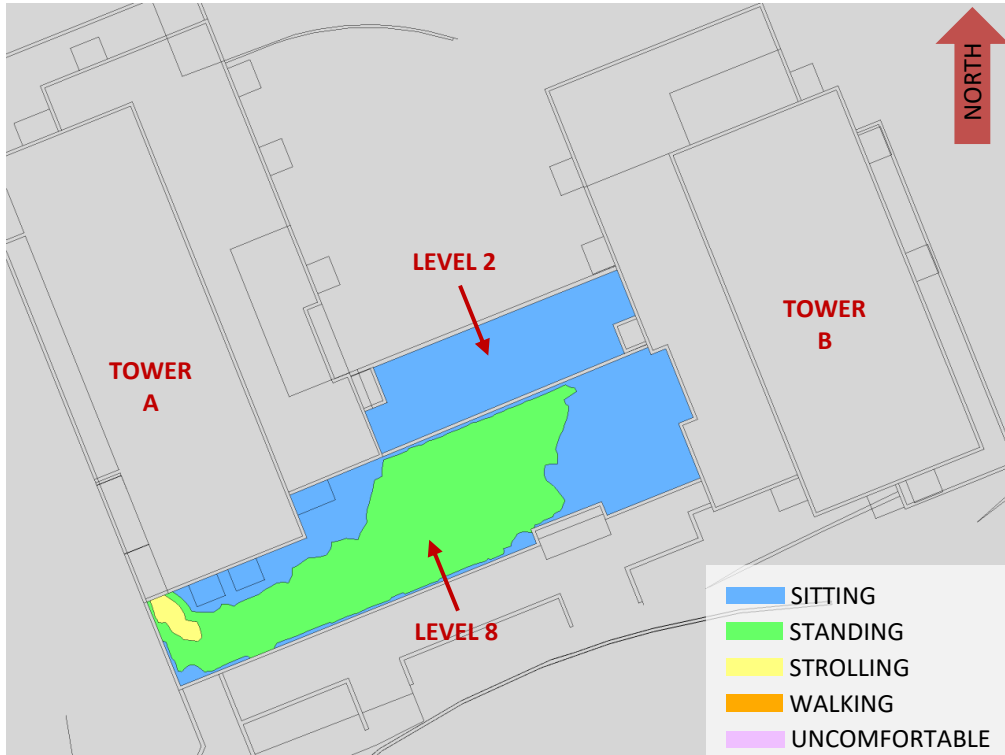 NORTH
LEVEL 2
TOWER
A
TOWER
B
LEVEL 8
SITTING
STANDING
STROLLING
WALKING
UNCOMFORTABLE